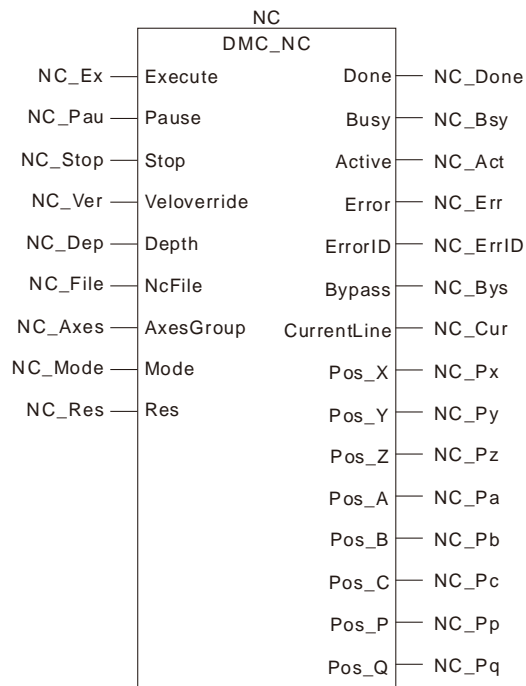 NC
DMC_NC
NC_Ex Execute Done NC_Done
NC_Pau Pause Busy NC_Bsy
NC_Stop Stop Active NC_Act
NC_Ver Veloverride Error NC_Err
NC_Dep Depth ErrorID NC_ErrID
NC_File NcFile Bypass NC_Bys
NC_Axes AxesGroup CurrentLine NC_Cur
NC_Mode Mode Pos_X NC_Px
NC_Res Res Pos_Y NC_Py
Pos_Z NC_Pz
Pos_A NC_Pa
Pos_B NC_Pb
Pos_C NC_Pc
Pos_P NC_Pp
Pos_Q NC_Pq